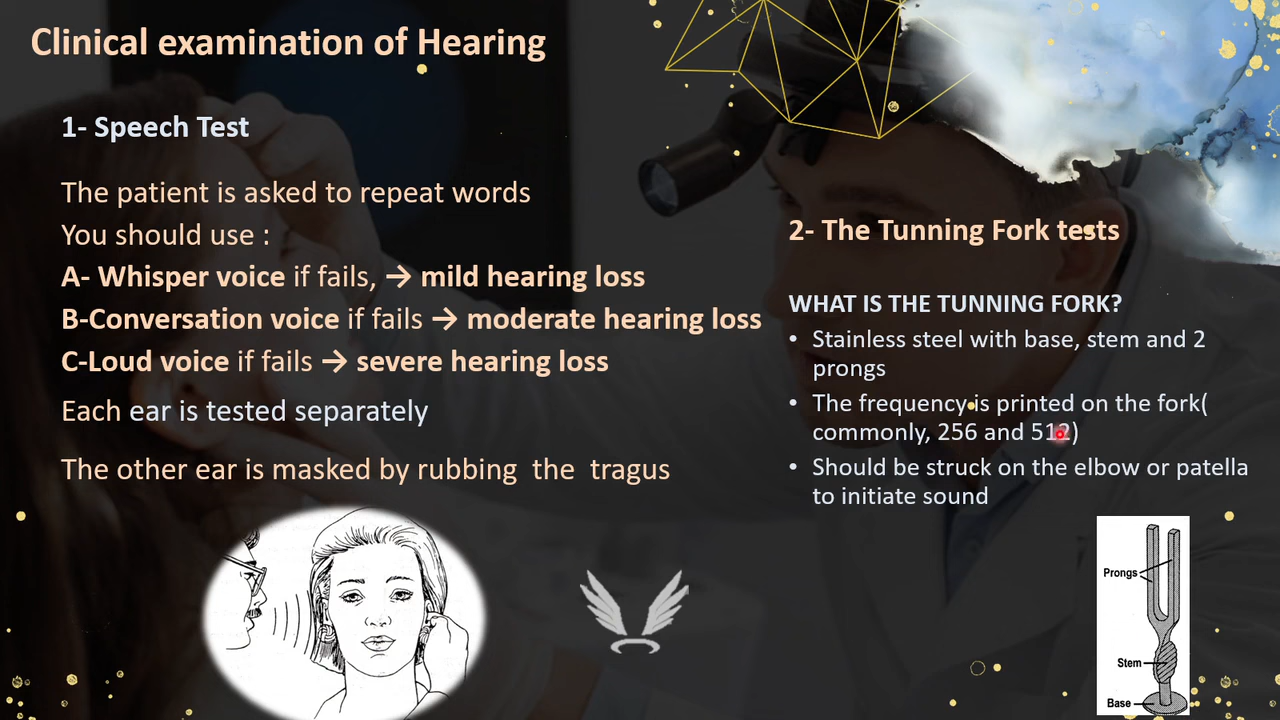 Clinical examination of Hearing
1- Speech Test
The patient is asked to repeat words
You should use :
A- Whisper voice if fails, → mild hearing loss
B-Conversation voice if fails → moderate hearing loss
C-Loud voice if fails → severe hearing loss
Each ear is tested separately
The other ear is masked by rubbing the tragus
2- The Tunning Fork tests
WHAT IS THE TUNNING FORK?
• Stainless steel with base, stem and 2
prongs
• The frequency is printed on the fork(
commonly, 256 and 512)
• Should be struck on the elbow or patella
to initiate sound
Prongs
Stem
Base